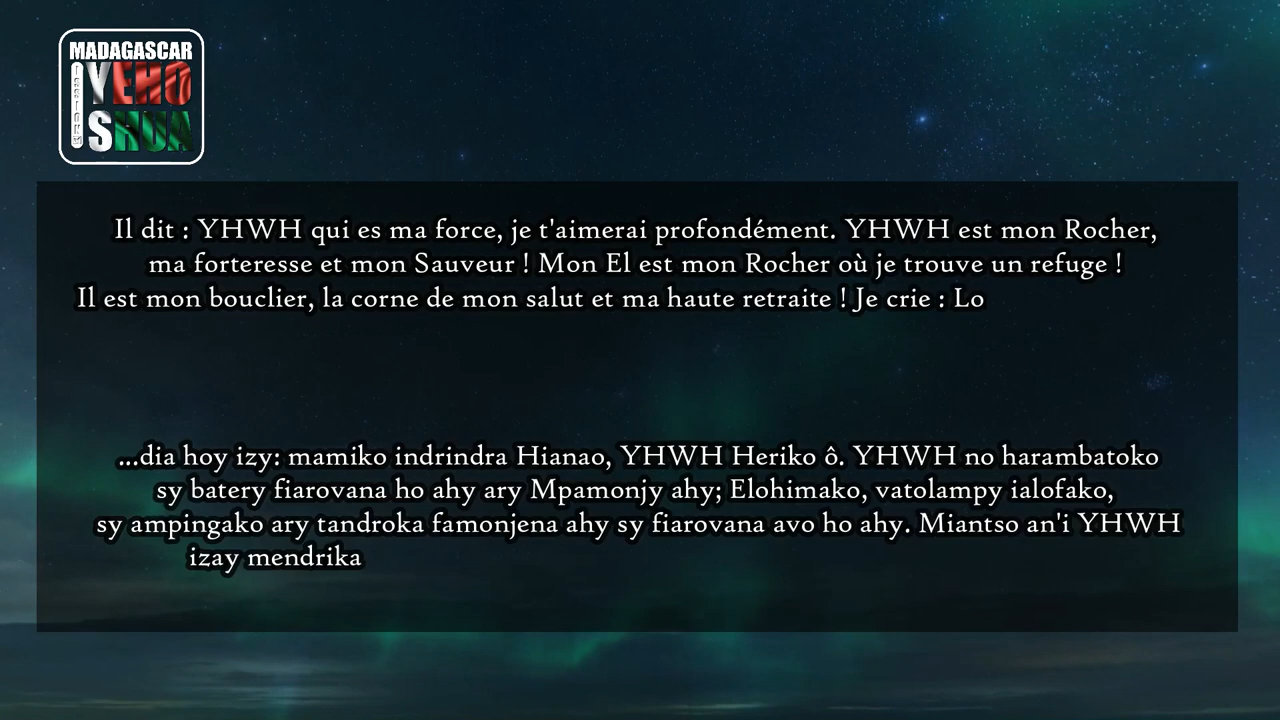 MADAGASCAR
YEHO
SHUA
Il dit : YHWH qui es ma force, je t'aimerai profondément. YHWH est mon Rocher,
ma forteresse et mon Sauveur ! Mon El est mon Rocher où je trouve un refuge !
Il est mon bouclier, la corne de mon salut et ma haute retraite ! Je crie : Lo
...dia hoy izy: mamiko indrindra Hianao, YHWH Heriko ô. YHWH no harambatoko
sy batery fiarovana ho ahy ary Mpamonjy ahy; Elohimako, vatolampy ialofako,
sy ampingako ary tandroka famonjena ahy sy fiarovana avo ho ahy. Miantso an'i YHWH
izay mendrika